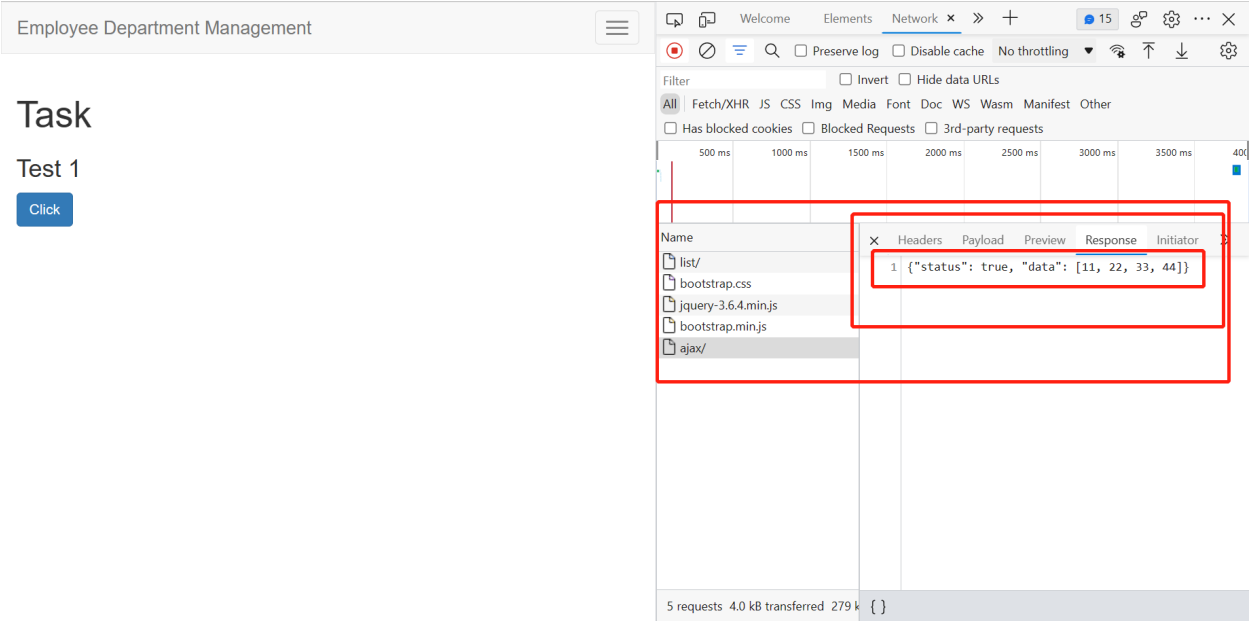 Employee Department Management
Task
Test 1
Click
Welcome Elements Network 15
Preserve log Disable cache No throttling
Filter Invert Hide data URLs
All Fetch/XHR JS CSS Img Media Font Doc WS Wasm Manifest Other
Has blocked cookies Blocked Requests 3rd-party requests
500 ms 1000 ms 1500 ms 2000 ms 2500 ms 3000 ms 3500 ms 400
Name
list/
bootstrap.css
jquery-3.6.4.min.js
bootstrap.min.js
ajax/
Headers Payload Preview Response Initiator
1 {"status": true, "data": [11, 22, 33, 44]}
5 requests 4.0 kB transferred 279 k
{ }